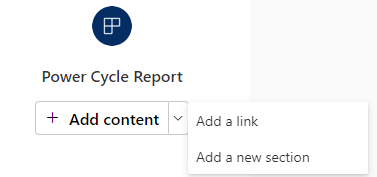 Power Cycle Report
+ Add content
Add a link
Add a new section